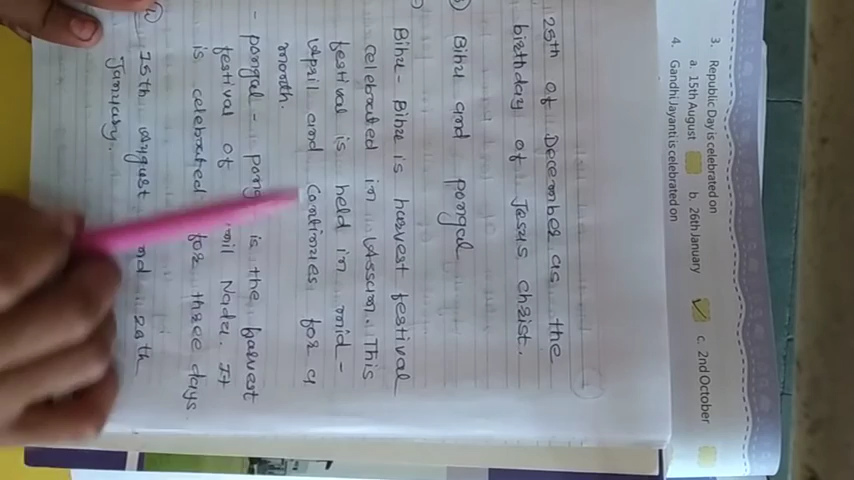 3. Republic Day is celebrated on
a. 15th August b. 26th January c. 2nd October
4. Gandhi Jayanti is celebrated on
25th of December as the
birthday of Jesus christ.
Bihu and pongal
Bihu - Bihu is harvest festival
celebrated in Assam. This
festival is held in mid-
April and continues for a
month.
- pongal - pong is the harvest
festival of mil Nadu. It
is celebrated for three days
15th August nd 26th
January.